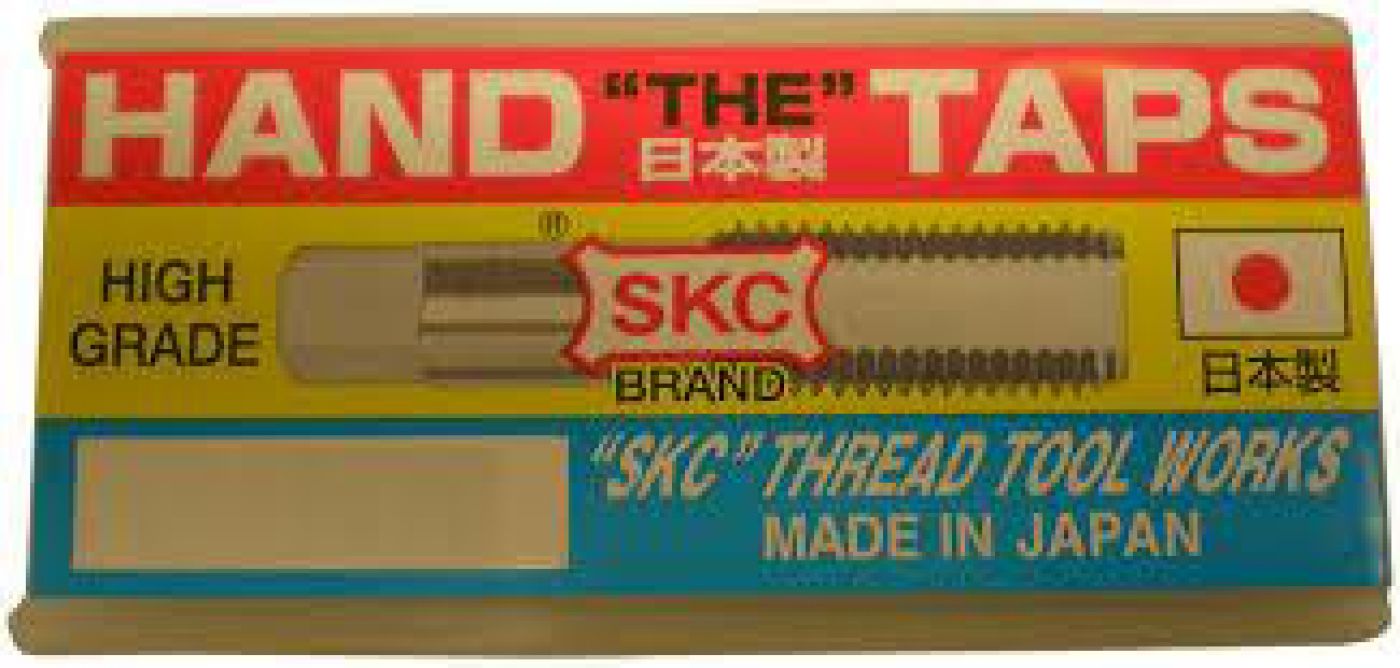 HAND "THE" TAPS
日本製
®
HIGH
GRADE
SKC
BRAND
日本製
"SKC" THREAD TOOL WORKS
MADE IN JAPAN